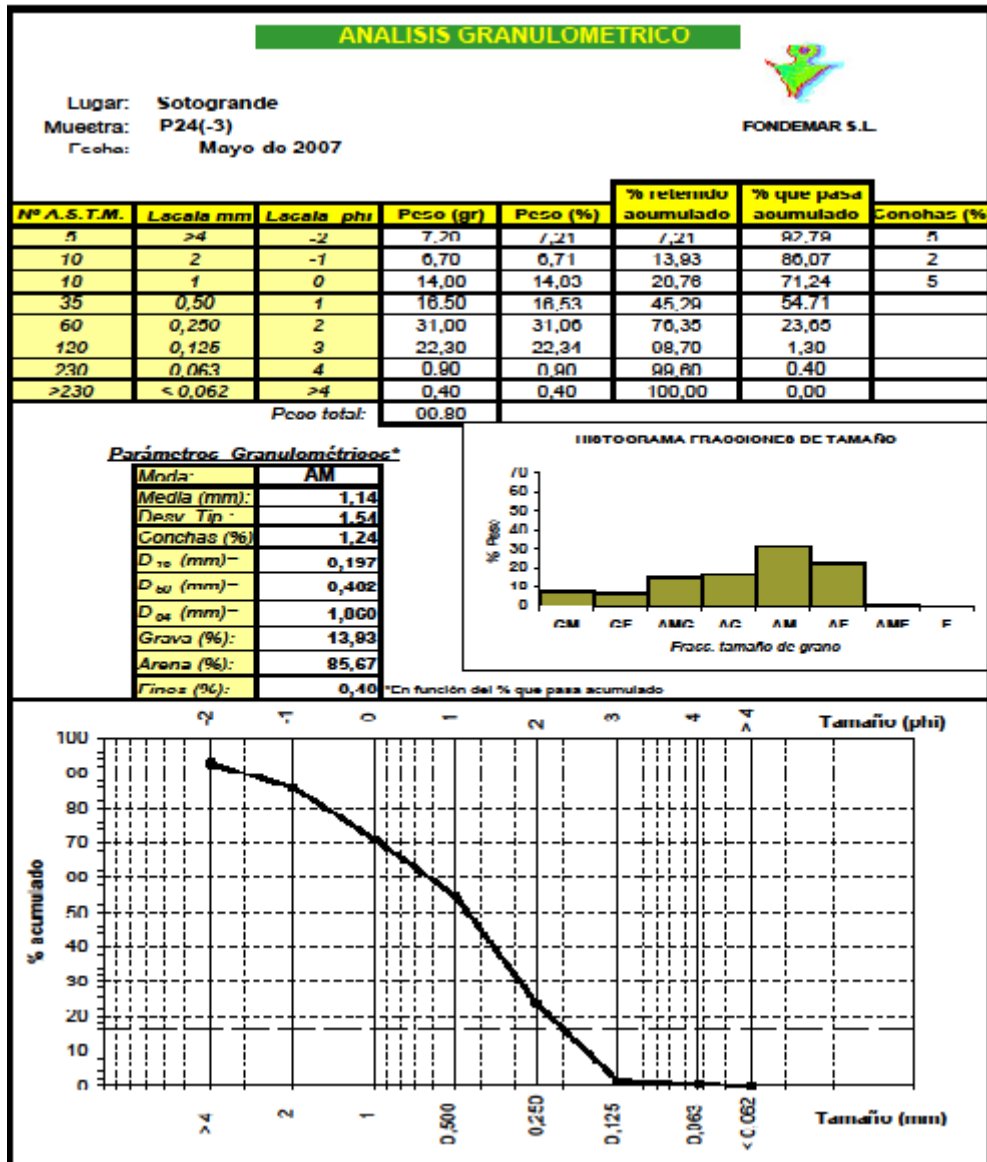 ANALISIS GRANULOMETRICO
Lugar: Sotogrande
Muestra: P24(-3)
Fecha: Mayo de 2007
FONDEMAR S.L.
Nº A.S.T.M. Escala mm Escala phi Peso (gr) Peso (%) % retenido acumulado % que pasa acumulado Conchas (%
5 >4 -2 7,20 7,21 7,21 92,79 5
10 2 -1 6,70 6,71 13,93 86,07 2
18 1 0 14,80 14,83 28,76 71,24 5
35 0,50 1 16.50 16,53 45,29 54.71
60 0,250 2 31,00 31,06 76,35 23,65
120 0,125 3 22,30 22,34 98,70 1,30
230 0,063 4 0.90 0,90 99,60 0.40
>230 < 0,062 >4 0,40 0,40 100,00 0,00
Peso total: 99.80
Parámetros Granulométricos*
Moda: AM
Media (mm): 1,14
Desv. Tip.: 1,54
Conchas (%) 1,24
D 16 (mm)= 0,197
D 50 (mm)= 0,462
D 84 (mm)= 1,860
Grava (%): 13,93
Arena (%): 85,67
Finos (%): 0,40
*En función del % que pasa acumulado
HISTOGRAMA FRACCIONES DE TAMAÑO
% Peso
70
60
50
40
30
20
10
0
GM GF AMG AG AM AF AMF F
Fracc. tamaño de grano
-2 -1 0 1 2 3 4 > 4 Tamaño (phi)
% acumulado
100
90
80
70
60
50
40
30
20
10
0
> 4 2 1 0,500 0,250 0,125 0,063 < 0,062 Tamaño (mm)